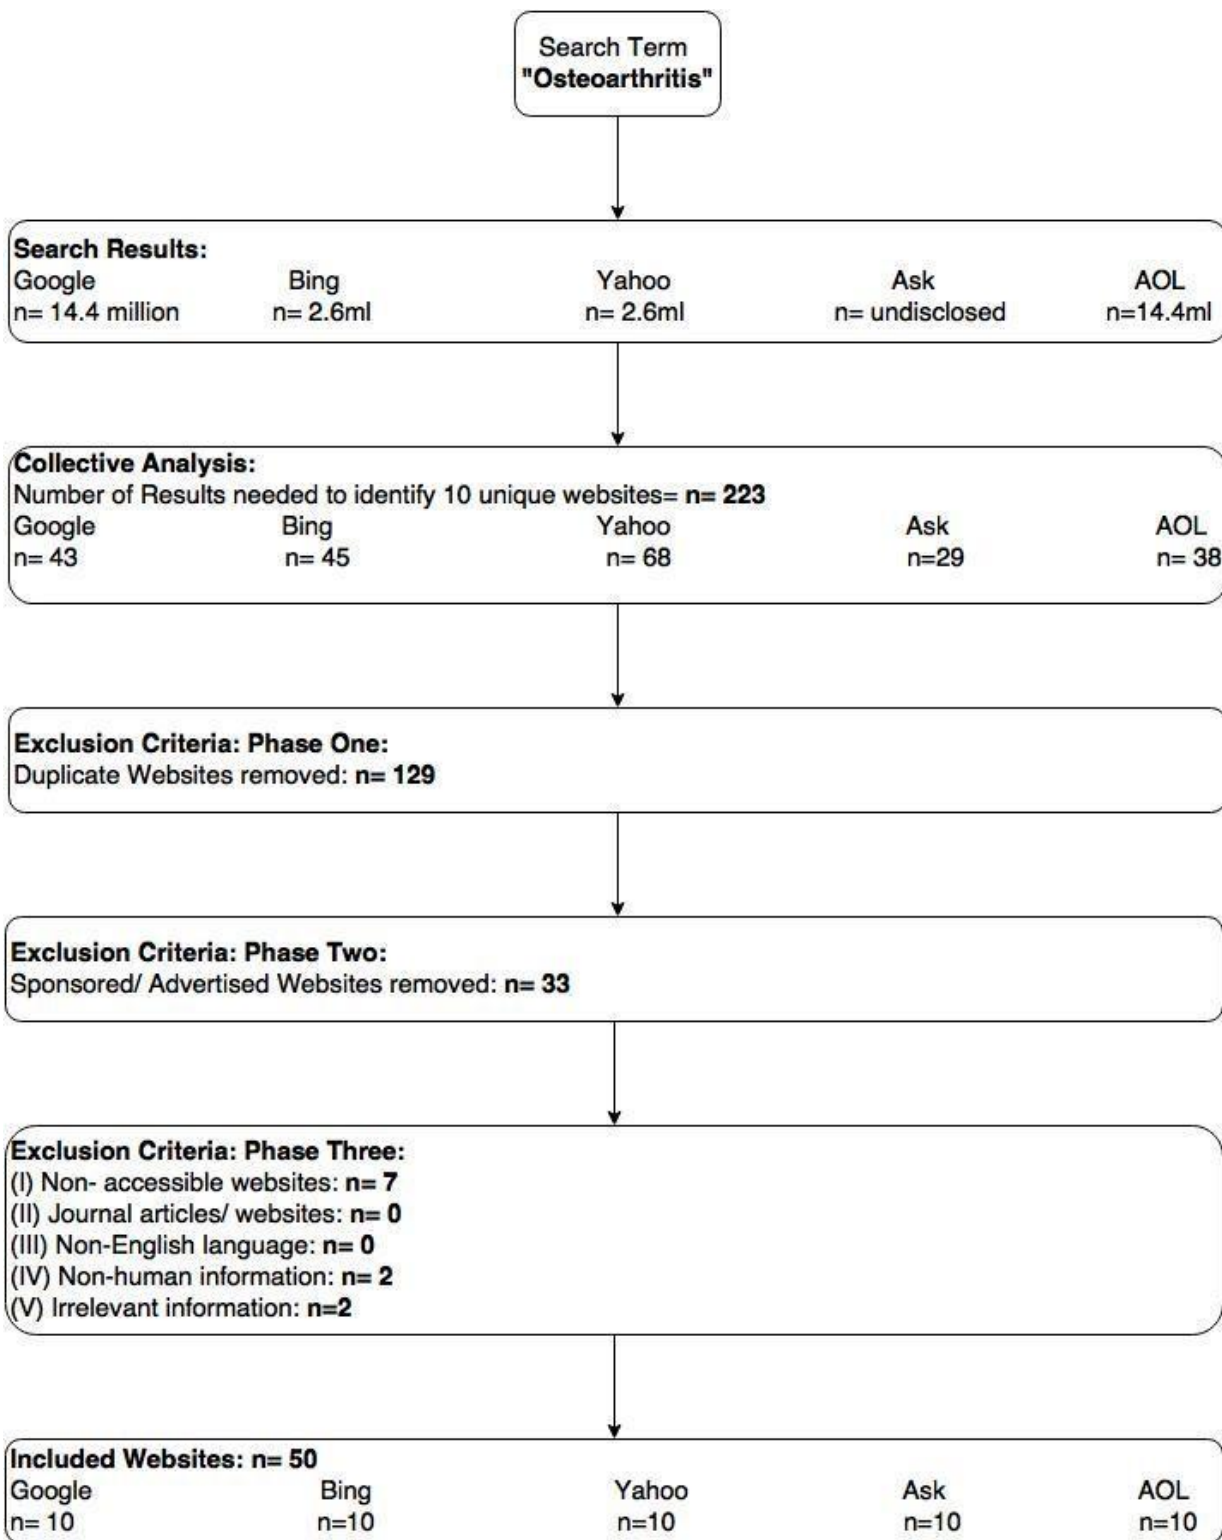 Search Term
"Osteoarthritis"
Search Results:
Google Bing Yahoo Ask AOL
n= 14.4 million n= 2.6ml n= 2.6ml n= undisclosed n=14.4ml
Collective Analysis:
Number of Results needed to identify 10 unique websites= n= 223
Google Bing Yahoo Ask AOL
n= 43 n= 45 n= 68 n=29 n= 38
Exclusion Criteria: Phase One:
Duplicate Websites removed: n= 129
Exclusion Criteria: Phase Two:
Sponsored/ Advertised Websites removed: n= 33
Exclusion Criteria: Phase Three:
(I) Non- accessible websites: n= 7
(II) Journal articles/ websites: n= 0
(III) Non-English language: n= 0
(IV) Non-human information: n= 2
(V) Irrelevant information: n=2
Included Websites: n= 50
Google Bing Yahoo Ask AOL
n= 10 n=10 n=10 n=10 n=10